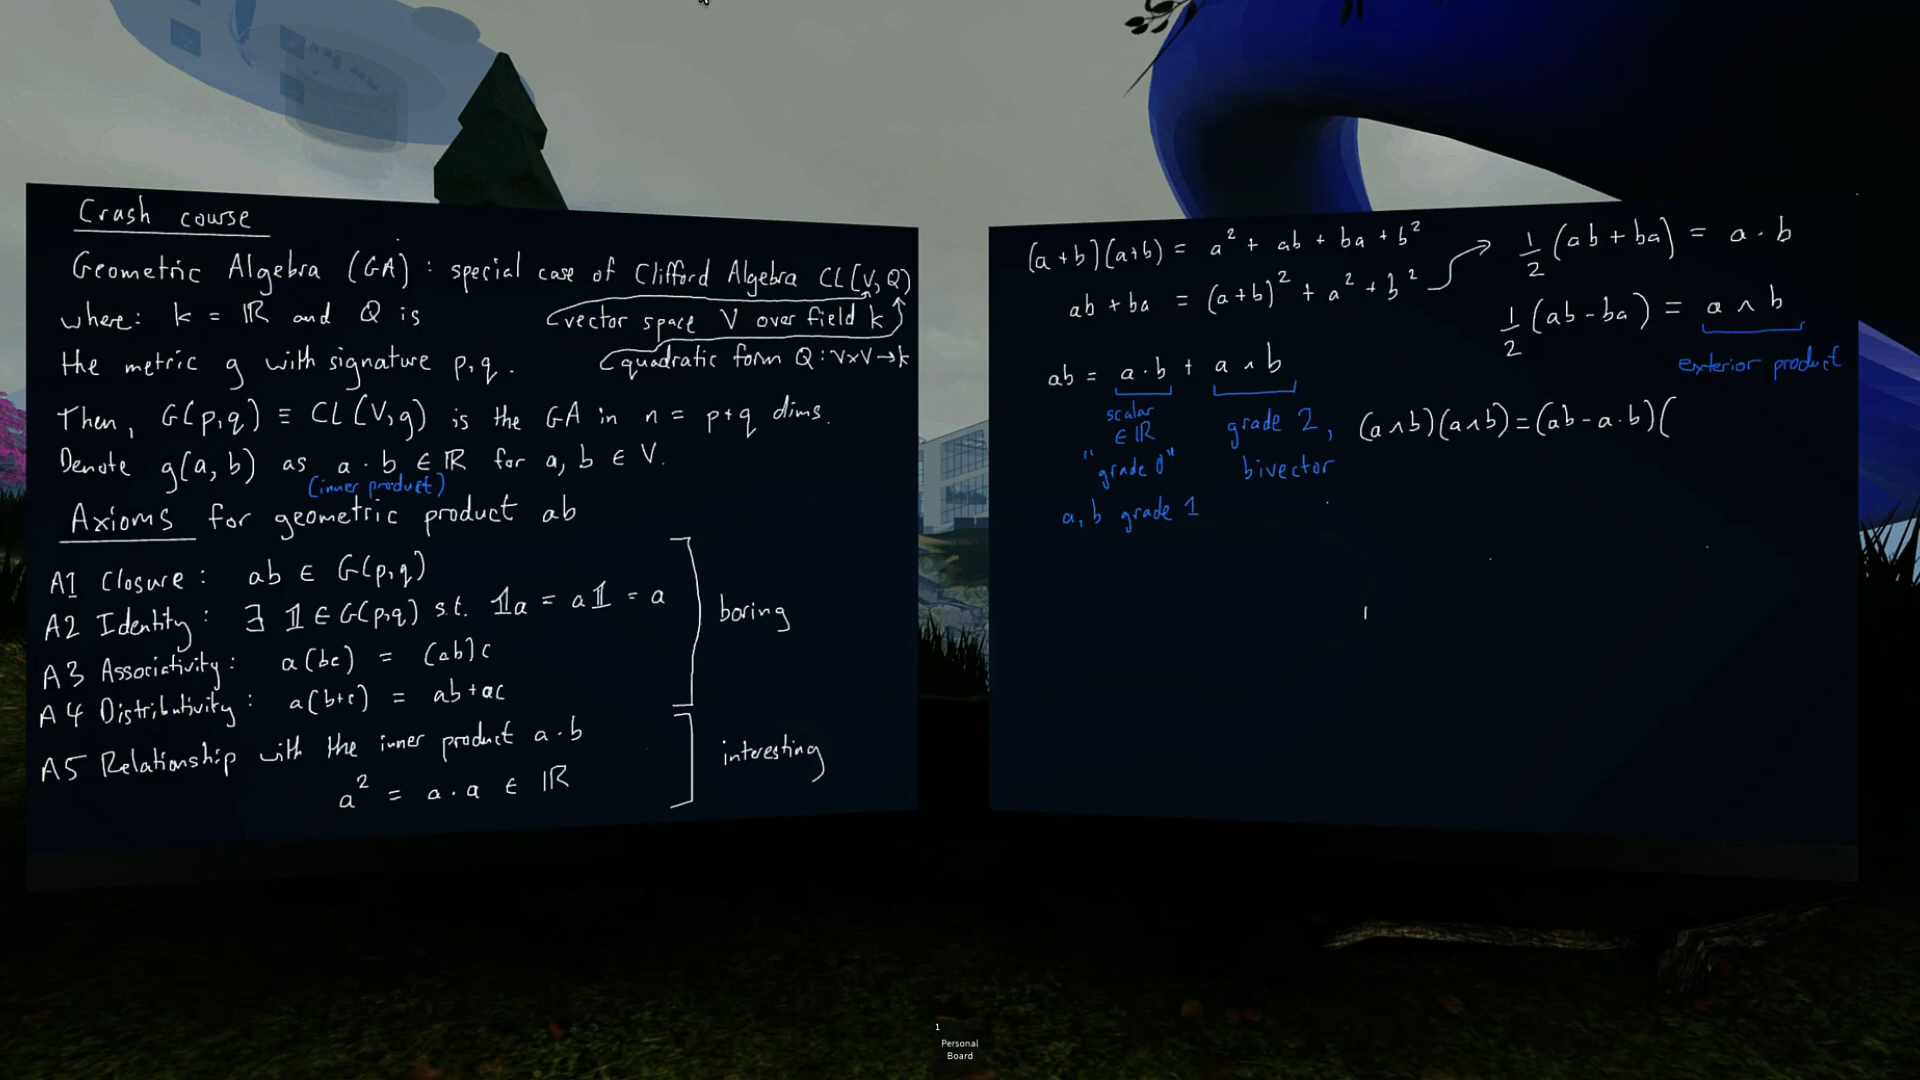 Crash course
Geometric Algebra (GA) : special case of Clifford Algebra CL(V,Q)
where: k = ℝ and Q is
(vector space V over field k)
the metric g with signature p,q.
(quadratic form Q : V×V → k
Then, G(p,q) ≡ CL(V,g) is the GA in n = p+q dims.
Denote g(a, b) as a · b ∈ ℝ for a, b ∈ V.
(inner product)
Axioms for geometric product ab
A1 Closure : ab ∈ G(p,q)
A2 Identity : ∃ 𝟙 ∈ G(p,q) s.t. 𝟙a = a𝟙 = a
A3 Associativity : a(bc) = (ab)c
A4 Distributivity : a(b+c) = ab+ac
boring
A5 Relationship with the inner product a · b
a² = a · a ∈ ℝ
interesting
(a+b)(a+b) = a² + ab + ba + b²
ab + ba = (a+b)² + a² + b²
½(ab + ba) = a · b
½(ab - ba) = a ∧ b
exterior product
ab = a · b + a ∧ b
scalar
∈ ℝ
"grade 0"
grade 2,
bivector
a, b grade 1
(a∧b)(a∧b) = (ab - a·b)(
1
Personal
Board